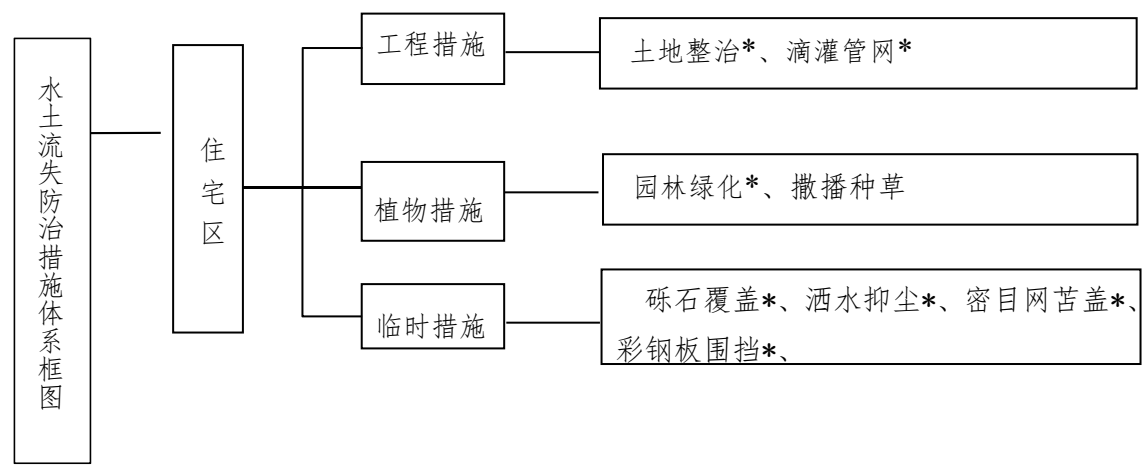 水土流失防治措施体系框图
住宅区
工程措施
土地整治*、滴灌管网*
植物措施
园林绿化*、撒播种草
临时措施
砾石覆盖*、洒水抑尘*、密目网苫盖*、
彩钢板围挡*、